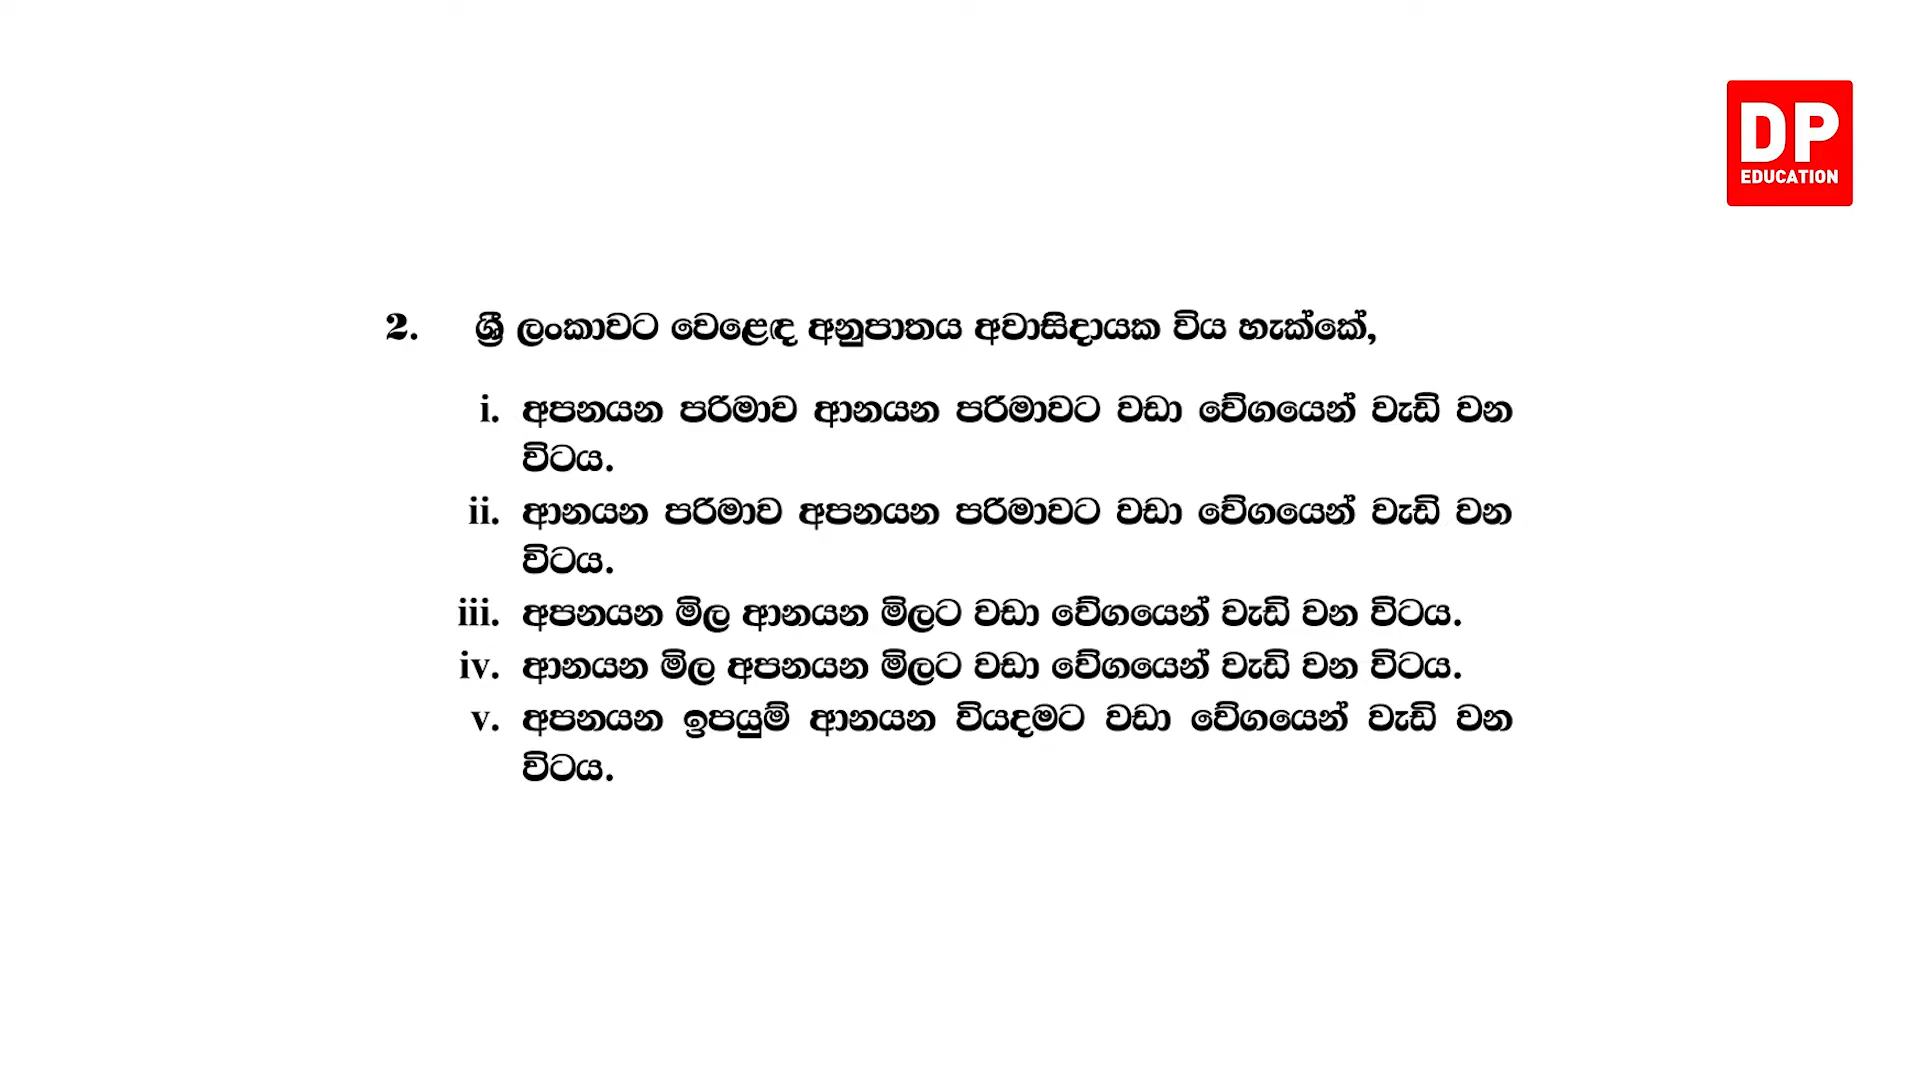 DP
EDUCATION
2. ශ්‍රී ලංකාවට වෙළෙඳ අනුපාතය අවාසිදායක විය හැක්කේ,
i. අපනයන පරිමාව ආනයන පරිමාවට වඩා වේගයෙන් වැඩි වන
විටය.
ii. ආනයන පරිමාව අපනයන පරිමාවට වඩා වේගයෙන් වැඩි වන
විටය.
iii. අපනයන මිල ආනයන මිලට වඩා වේගයෙන් වැඩි වන විටය.
iv. ආනයන මිල අපනයන මිලට වඩා වේගයෙන් වැඩි වන විටය.
v. අපනයන ඉපයුම් ආනයන වියදමට වඩා වේගයෙන් වැඩි වන
විටය.